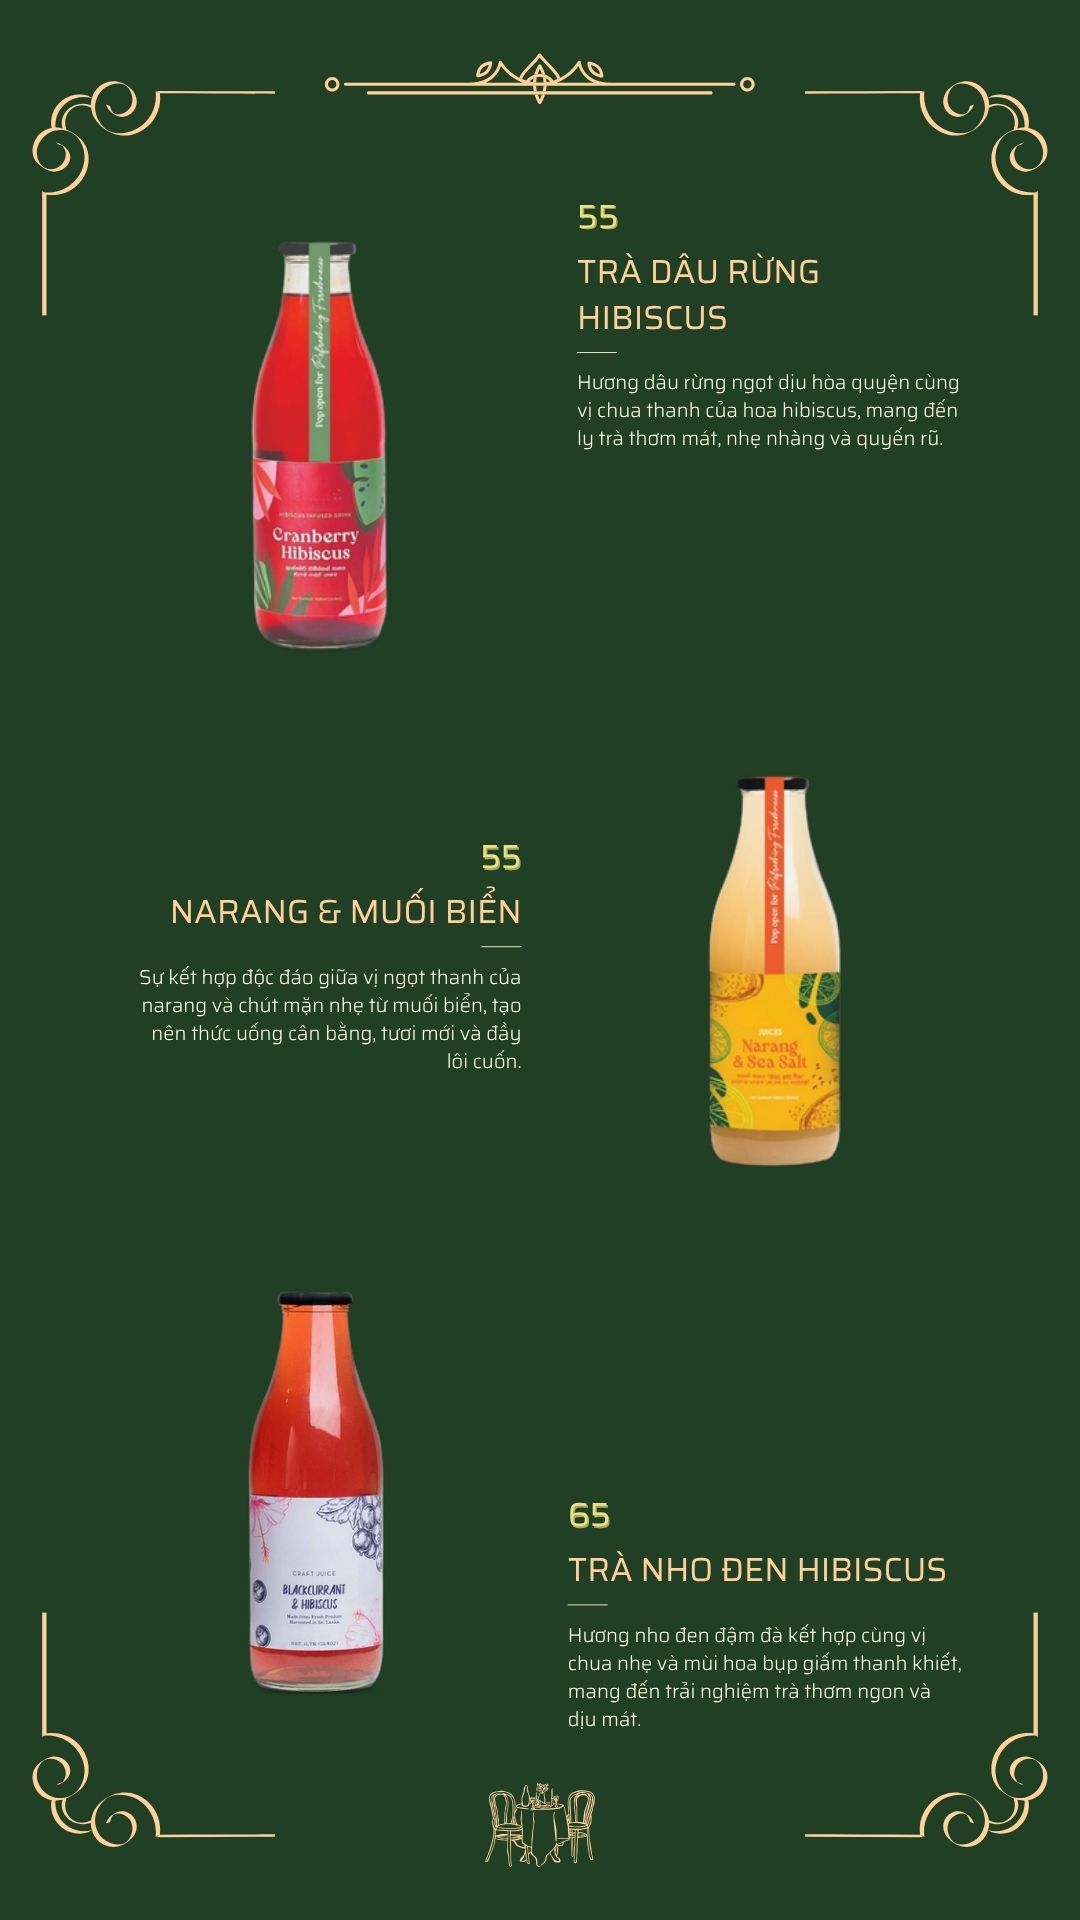 55
TRÀ DÂU RỪNG
HIBISCUS
Hương dâu rừng ngọt dịu hòa quyện cùng
vị chua thanh của hoa hibiscus, mang đến
ly trà thơm mát, nhẹ nhàng và quyến rũ.
Pop open for Refreshing Freshness
HIBISCUS INFUSED DRINK
Cranberry
Hibiscus
55
NARANG & MUỐI BIỂN
Sự kết hợp độc đáo giữa vị ngọt thanh của
narang và chút mặn nhẹ từ muối biển, tạo
nên thức uống cân bằng, tươi mới và đầy
lôi cuốn.
Pop open for Refreshing Freshness
JUICES
Narang
& Sea Salt
CRAFT JUICE
BLACKCURRANT
& HIBISCUS
Made from Fresh Produce
Harvested in Sri Lanka
65
TRÀ NHO ĐEN HIBISCUS
Hương nho đen đậm đà kết hợp cùng vị
chua nhẹ và mùi hoa bụp giấm thanh khiết,
mang đến trải nghiệm trà thơm ngon và
dịu mát.